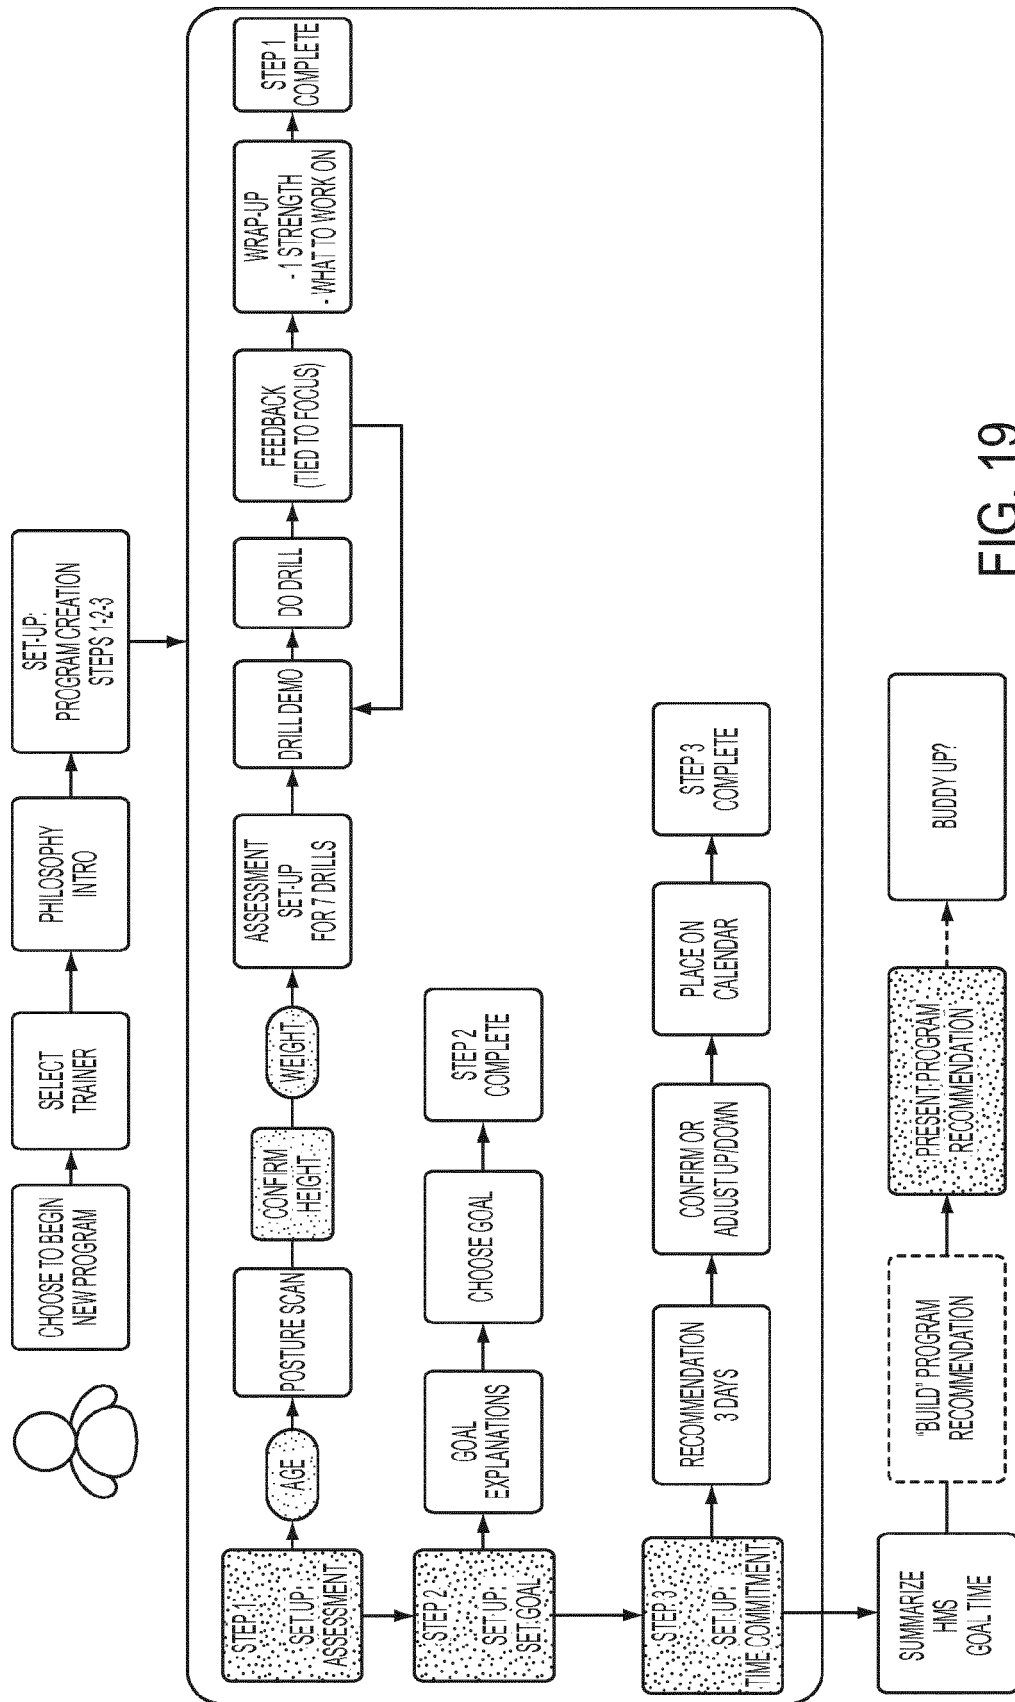 CHOOSE TO BEGIN
NEW PROGRAM
SELECT
TRAINER
PHILOSOPHY
INTRO
SET-UP:
PROGRAM CREATION
STEPS 1-2-3
STEP 1
SET UP:
ASSESSMENT
AGE
POSTURE SCAN
CONFIRM
HEIGHT
WEIGHT
ASSESSMENT
SET-UP
FOR 7 DRILLS
DRILL DEMO
DO DRILL
FEEDBACK
(TIED TO FOCUS)
WRAP-UP
- 1 STRENGTH
- WHAT TO WORK ON
STEP 1
COMPLETE
STEP 2
SET UP:
SET GOAL
GOAL
EXPLANATIONS
CHOOSE GOAL
STEP 2
COMPLETE
STEP 3
SET UP:
TIME COMMITMENT
RECOMMENDATION
3 DAYS
CONFIRM OR
ADJUST UP/DOWN
PLACE ON
CALENDAR
STEP 3
COMPLETE
SUMMARIZE
HMS
GOAL TIME
"BUILD" PROGRAM
RECOMMENDATION
PRESENT PROGRAM
RECOMMENDATION
BUDDY UP?
FIG. 19